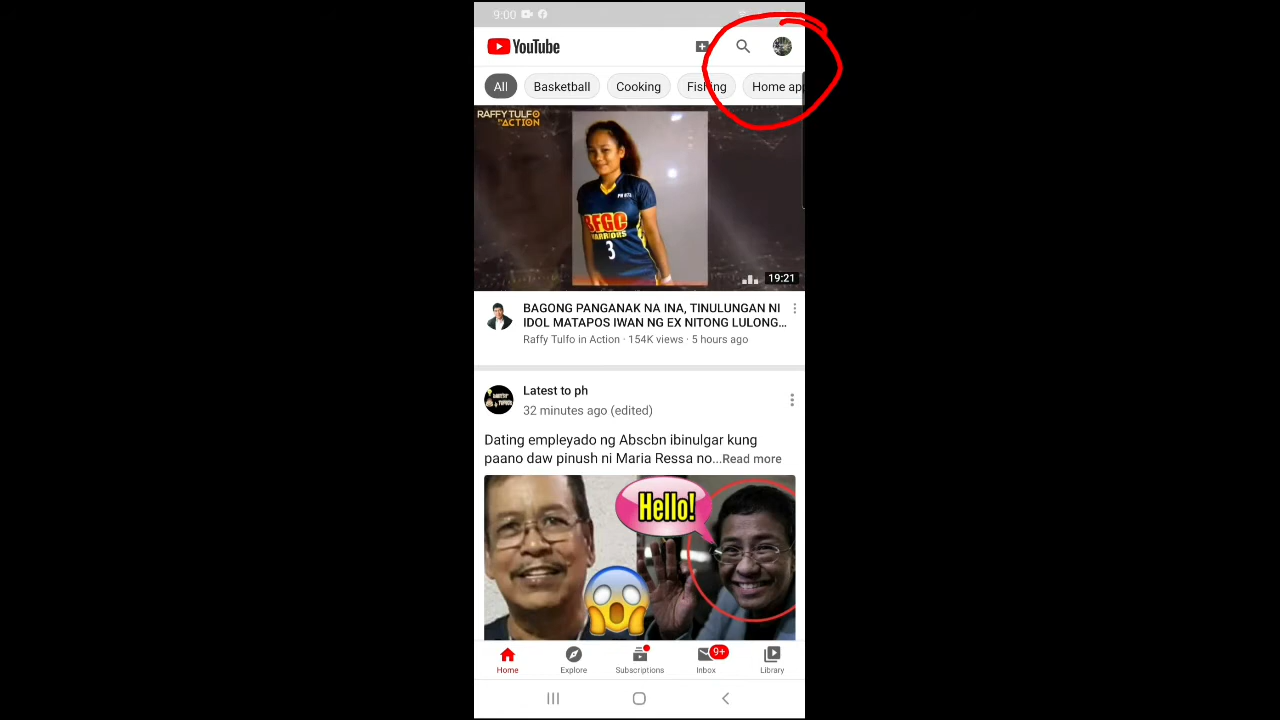 9:00
YouTube
All
Basketball
Cooking
Fishing
Home ap
RAFFY TULFO
IN ACTION
BFGC
WARRIORS
3
19:21
BAGONG PANGANAK NA INA, TINULUNGAN NI
IDOL MATAPOS IWAN NG EX NITONG LULONG...
Raffy Tulfo in Action · 154K views · 5 hours ago
Latest to ph
32 minutes ago (edited)
Dating empleyado ng Abscbn ibinulgar kung
paano daw pinush ni Maria Ressa no...Read more
Hello!
Home
Explore
Subscriptions
9+
Inbox
Library